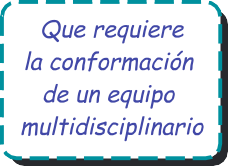 Que requiere
la conformación
de un equipo
multidisciplinario